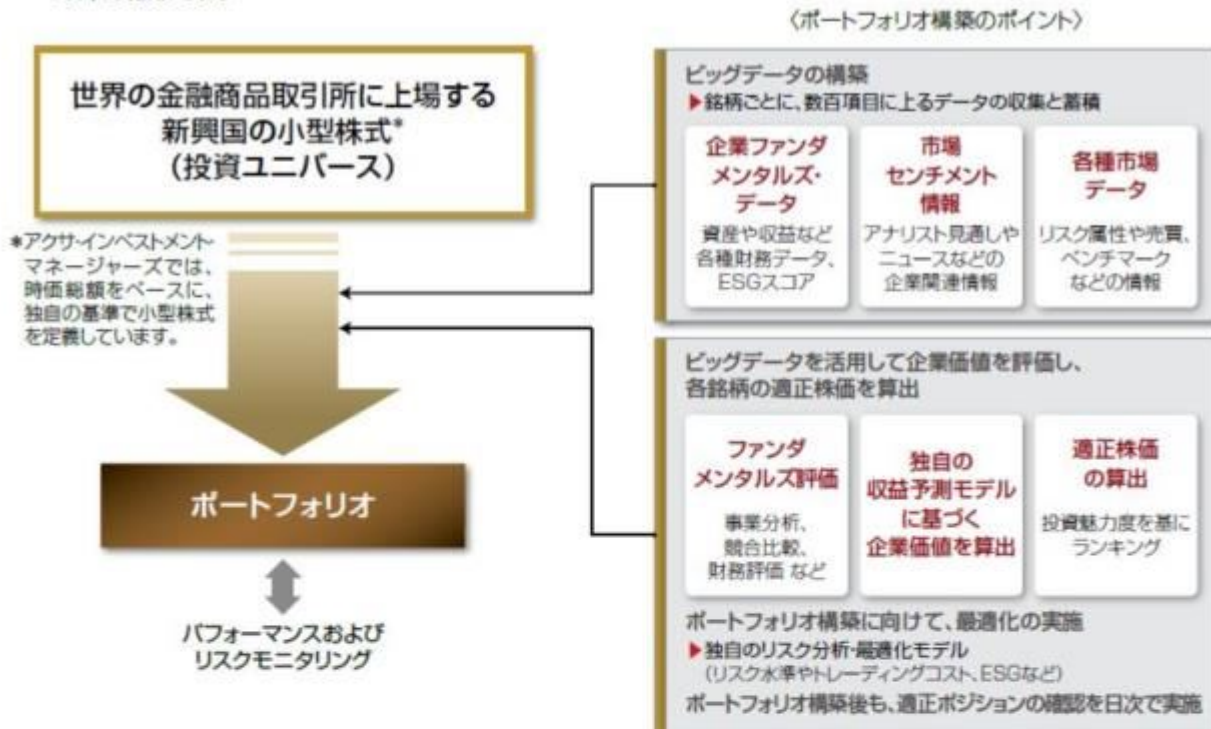 世界の金融商品取引所に上場する
新興国の小型株式*
(投資ユニバース)
*アクサ・インベストメント・
マネージャーズでは、
時価総額をベースに、
独自の基準で小型株式
を定義しています。
ポートフォリオ
パフォーマンスおよび
リスクモニタリング
〈ポートフォリオ構築のポイント〉
ビッグデータの構築
▶銘柄ごとに、数百項目に上るデータの収集と蓄積
企業ファンダ
メンタルズ・
データ
資産や収益など
各種財務データ、
ESGスコア
市場
センチメント
情報
アナリスト見通しや
ニュースなどの
企業関連情報
各種市場
データ
リスク属性や売買、
ベンチマーク
などの情報
ビッグデータを活用して企業価値を評価し、
各銘柄の適正株価を算出
ファンダ
メンタルズ評価
事業分析、
競合比較、
財務評価 など
独自の
収益予測モデル
に基づく
企業価値を算出
適正株価
の算出
投資魅力度を基に
ランキング
ポートフォリオ構築に向けて、最適化の実施
▶独自のリスク分析・最適化モデル
(リスク水準やトレーディングコスト、ESGなど)
ポートフォリオ構築後も、適正ポジションの確認を日次で実施